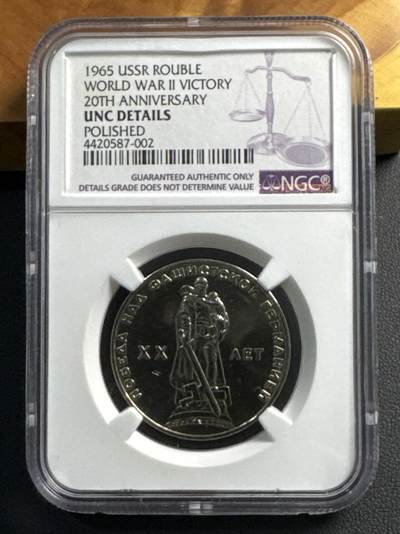 1965 USSR ROUBLE
WORLD WAR II VICTORY
20TH ANNIVERSARY
UNC DETAILS
POLISHED
4420587-002
GUARANTEED AUTHENTIC ONLY
DETAILS GRADE DOES NOT DETERMINE VALUE
NGC®
ПОБЕДА НАД ФАШИСТСКОЙ ГЕРМАНИЕЙ
XX ЛЕТ